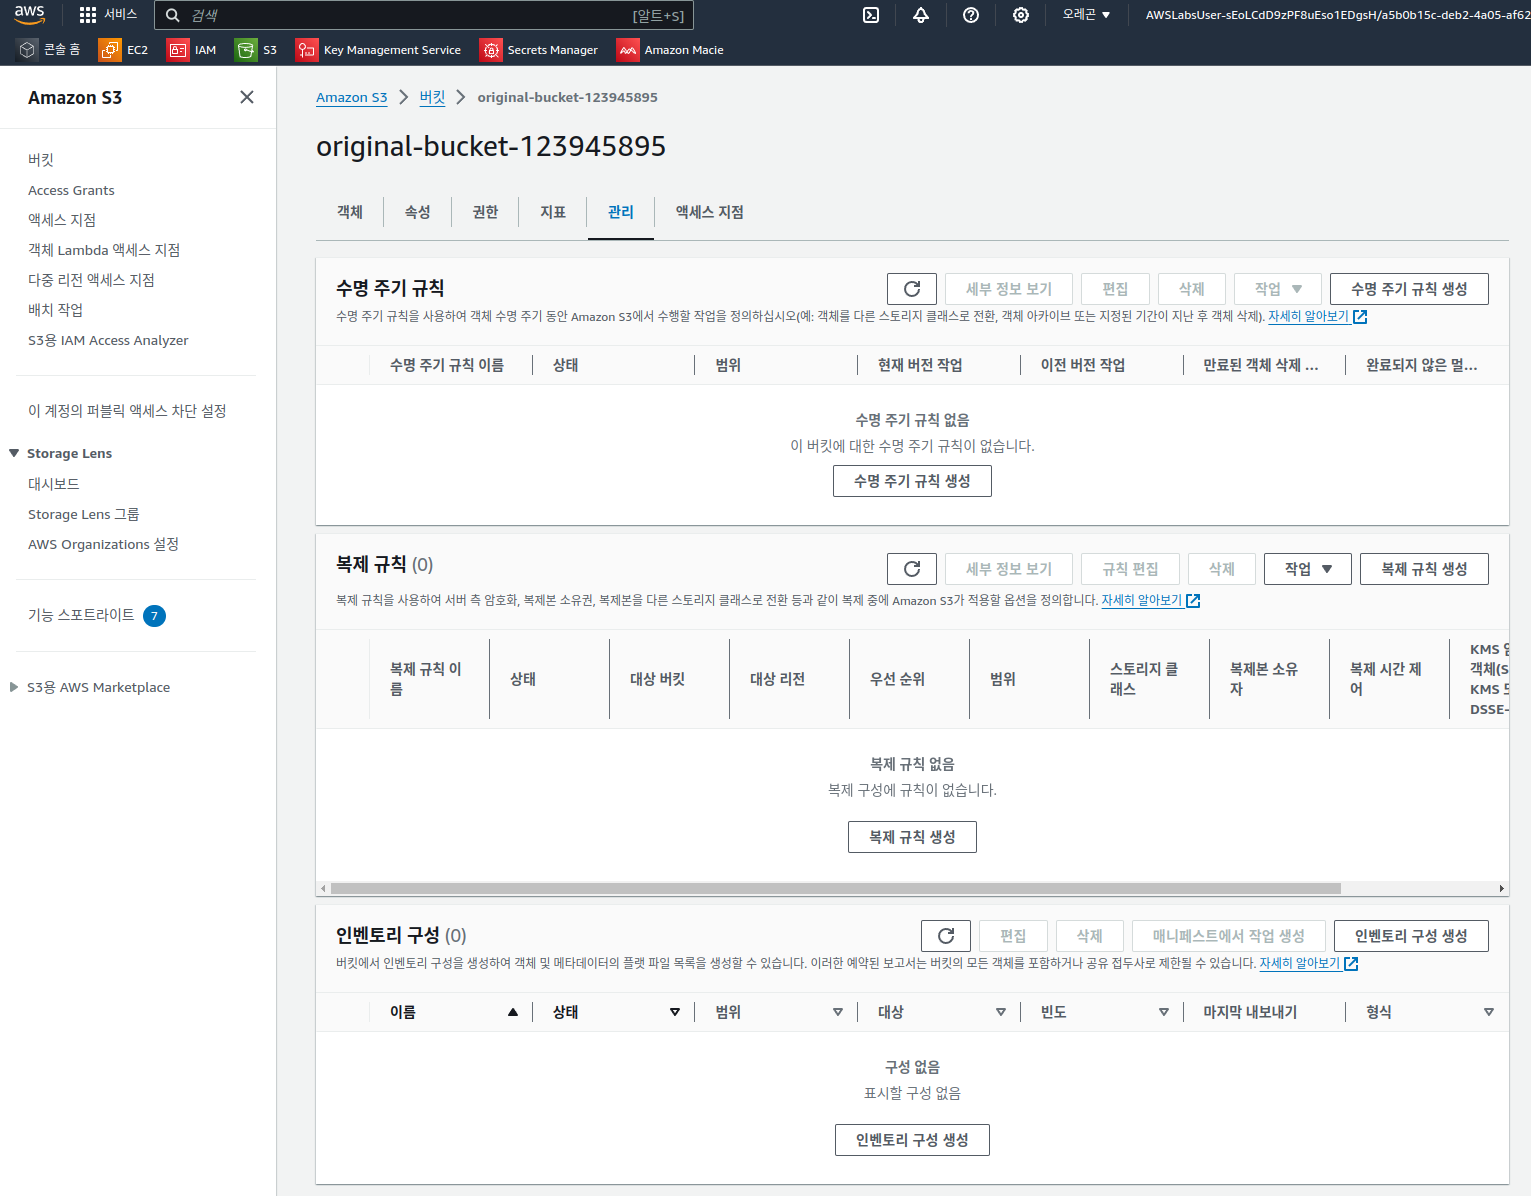 aws
서비스
검색
[알트+S]
오레곤
AWSLabsUser-sEoLCdD9zPF8uEso1EDgsH/a5b0b15c-deb2-4a05-af62
콘솔 홈
EC2
IAM
S3
Key Management Service
Secrets Manager
Amazon Macie
Amazon S3
버킷
Access Grants
액세스 지점
객체 Lambda 액세스 지점
다중 리전 액세스 지점
배치 작업
S3용 IAM Access Analyzer
이 계정의 퍼블릭 액세스 차단 설정
Storage Lens
대시보드
Storage Lens 그룹
AWS Organizations 설정
기능 스포트라이트 7
S3용 AWS Marketplace
Amazon S3
버킷
original-bucket-123945895
original-bucket-123945895
객체
속성
권한
지표
관리
액세스 지점
수명 주기 규칙
세부 정보 보기
편집
삭제
작업
수명 주기 규칙 생성
수명 주기 규칙을 사용하여 객체 수명 주기 동안 Amazon S3에서 수행할 작업을 정의하십시오(예: 객체를 다른 스토리지 클래스로 전환, 객체 아카이브 또는 지정된 기간이 지난 후 객체 삭제). 자세히 알아보기
수명 주기 규칙 이름
상태
범위
현재 버전 작업
이전 버전 작업
만료된 객체 삭제 ...
완료되지 않은 멀...
수명 주기 규칙 없음
이 버킷에 대한 수명 주기 규칙이 없습니다.
수명 주기 규칙 생성
복제 규칙 (0)
세부 정보 보기
규칙 편집
삭제
작업
복제 규칙 생성
복제 규칙을 사용하여 서버 측 암호화, 복제본 소유권, 복제본을 다른 스토리지 클래스로 전환 등과 같이 복제 중에 Amazon S3가 적용할 옵션을 정의합니다. 자세히 알아보기
복제 규칙 이
름
상태
대상 버킷
대상 리전
우선 순위
범위
스토리지 클
래스
복제본 소유
자
복제 시간 제
어
KMS
객체(S
KMS
DSSE-
복제 규칙 없음
복제 구성에 규칙이 없습니다.
복제 규칙 생성
인벤토리 구성 (0)
편집
삭제
매니페스트에서 작업 생성
인벤토리 구성 생성
버킷에서 인벤토리 구성을 생성하여 객체 및 메타데이터의 플랫 파일 목록을 생성할 수 있습니다. 이러한 예약된 보고서는 버킷의 모든 객체를 포함하거나 공유 접두사로 제한될 수 있습니다. 자세히 알아보기
이름
상태
범위
대상
빈도
마지막 내보내기
형식
구성 없음
표시할 구성 없음
인벤토리 구성 생성